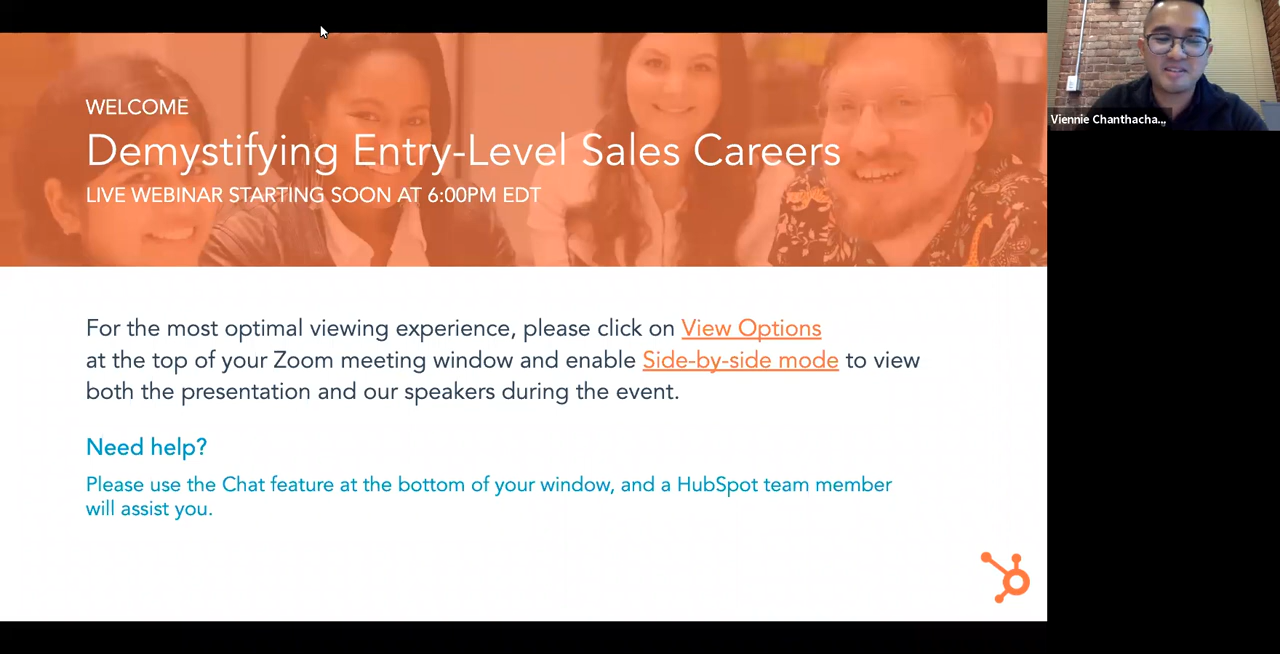 WELCOME
Demystifying Entry-Level Sales Careers
LIVE WEBINAR STARTING SOON AT 6:00PM EDT
Viennie Chanthacha...
For the most optimal viewing experience, please click on View Options
at the top of your Zoom meeting window and enable Side-by-side mode to view
both the presentation and our speakers during the event.
Need help?
Please use the Chat feature at the bottom of your window, and a HubSpot team member
will assist you.